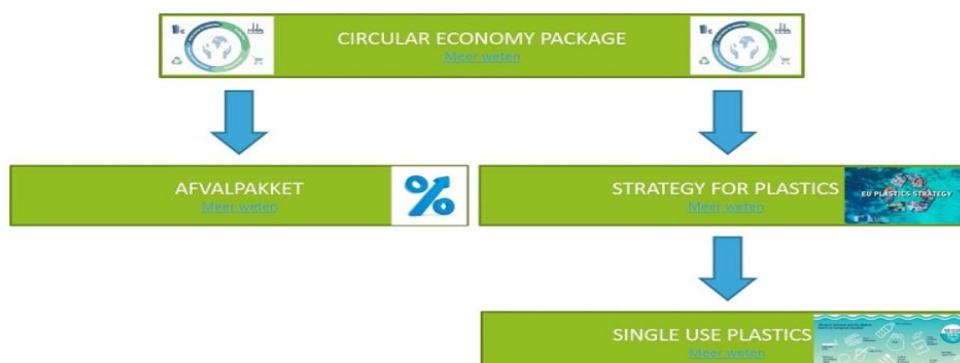 CIRCULAR ECONOMY PACKAGE
Meer weten
AFVALPAKKET
Meer weten
%
STRATEGY FOR PLASTICS
Meer weten
EU PLASTICS STRATEGY
SINGLE USE PLASTICS
Meer weten